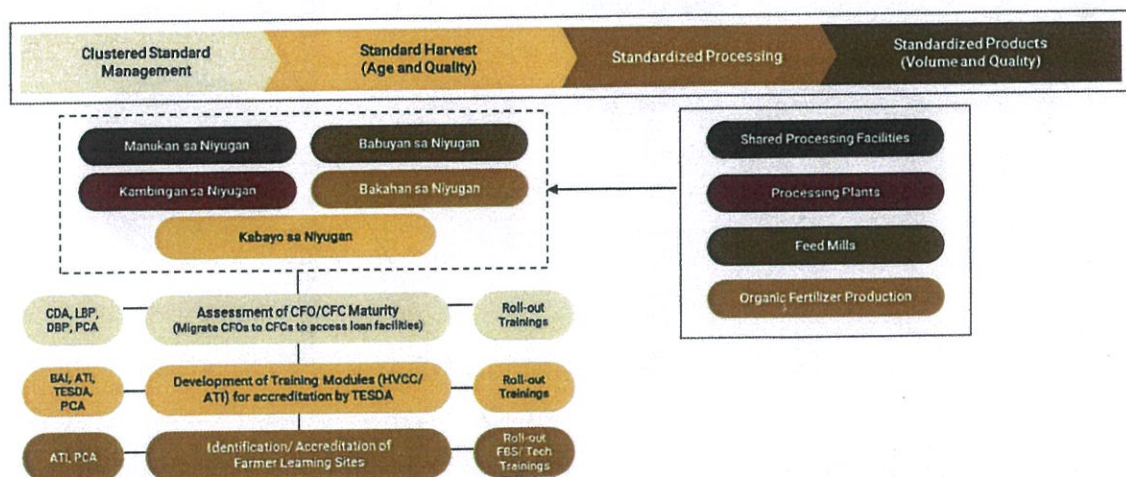 Clustered Standard
Management
Standard Harvest
(Age and Quality)
Standardized Processing
Standardized Products
(Volume and Quality)
Manukan sa Niyugan
Babuyan sa Niyugan
Kambingan sa Niyugan
Bakahan sa Niyugan
Kabayo sa Niyugan
Shared Processing Facilities
Processing Plants
Feed Mills
Organic Fertilizer Production
CDA, LBP,
DBP, PCA
Assessment of CFO/CFC Maturity
(Migrate CFOs to CFCs to access loan facilities)
Roll-out
Trainings
BAI, ATI,
TESDA,
PCA
Development of Training Modules (HVCC/
ATI) for accreditation by TESDA
Roll-out
Trainings
ATI, PCA
Identification/ Accreditation of
Farmer Learning Sites
Roll-out
FBS/ Tech
Trainings